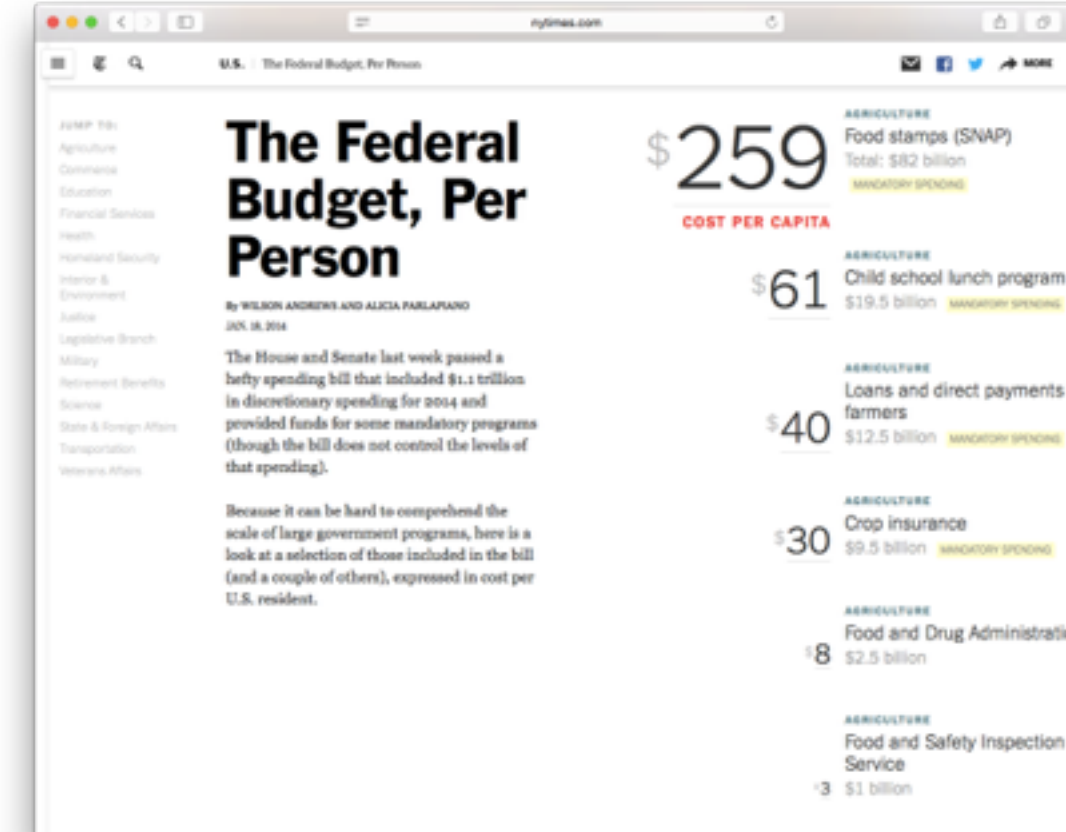 nytimes.com
U.S. The Federal Budget, Per Person
MORE
JUMP TO:
Agriculture
Commerce
Education
Financial Services
Health
Homeland Security
Interior &
Environment
Justice
Legislative Branch
Military
Retirement Benefits
Science
State & Foreign Affairs
Transportation
Veterans Affairs
The Federal
Budget, Per
Person
By WILSON ANDREWS AND ALICIA PARLAPIANO
JAN. 18, 2014
The House and Senate last week passed a
hefty spending bill that included $1.1 trillion
in discretionary spending for 2014 and
provided funds for some mandatory programs
(though the bill does not control the levels of
that spending).
Because it can be hard to comprehend the
scale of large government programs, here is a
look at a selection of those included in the bill
(and a couple of others), expressed in cost per
U.S. resident.
$259
COST PER CAPITA
AGRICULTURE
Food stamps (SNAP)
Total: $82 billion
MANDATORY SPENDING
$61
AGRICULTURE
Child school lunch program
$19.5 billion MANDATORY SPENDING
$40
AGRICULTURE
Loans and direct payments
farmers
$12.5 billion MANDATORY SPENDING
$30
AGRICULTURE
Crop insurance
$9.5 billion MANDATORY SPENDING
$8
AGRICULTURE
Food and Drug Administratio
$2.5 billion
$3
AGRICULTURE
Food and Safety Inspection
Service
$1 billion